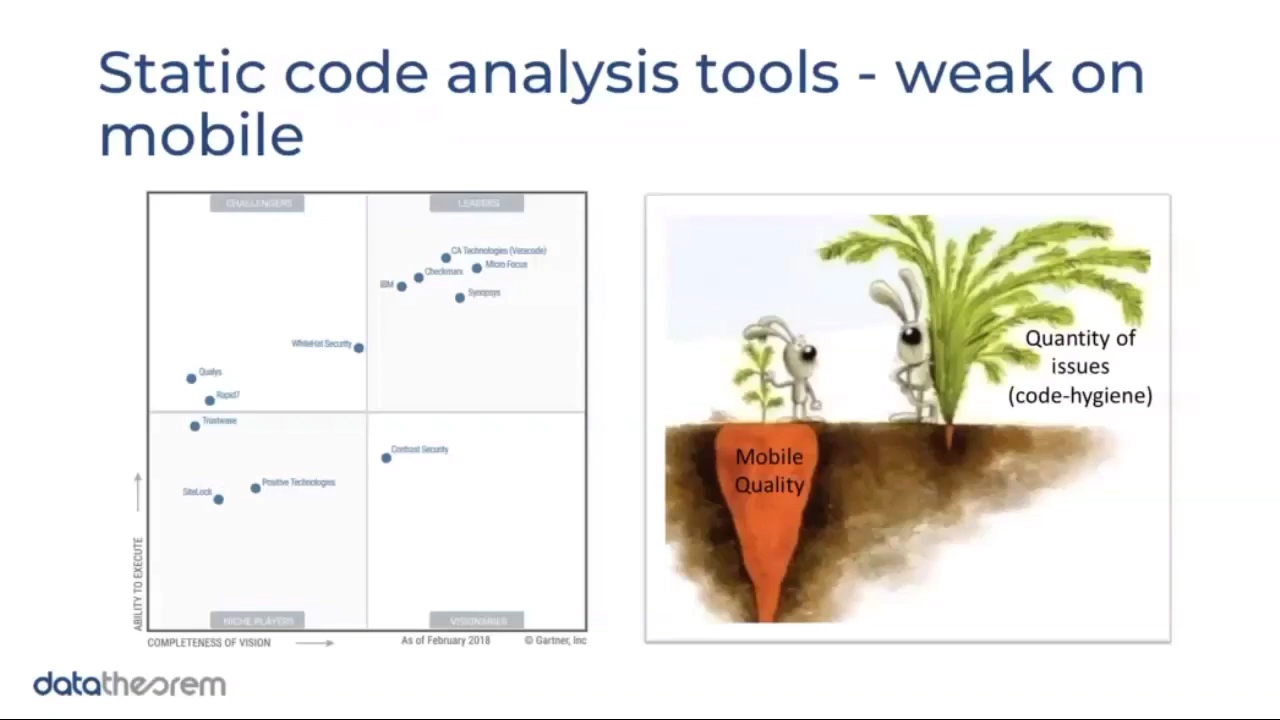 Static code analysis tools - weak on
mobile
CHALLENGERS
LEADERS
CA Technologies (Veracode)
Micro Focus
Checkmarx
IBM
Synopsys
WhiteHat Security
Qualys
Rapid7
Trustwave
Contrast Security
Positive Technologies
SiteLock
NICHE PLAYERS
VISIONARIES
ABILITY TO EXECUTE
COMPLETENESS OF VISION
As of February 2018
© Gartner, Inc
Quantity of
issues
(code-hygiene)
Mobile
Quality
datatheorem